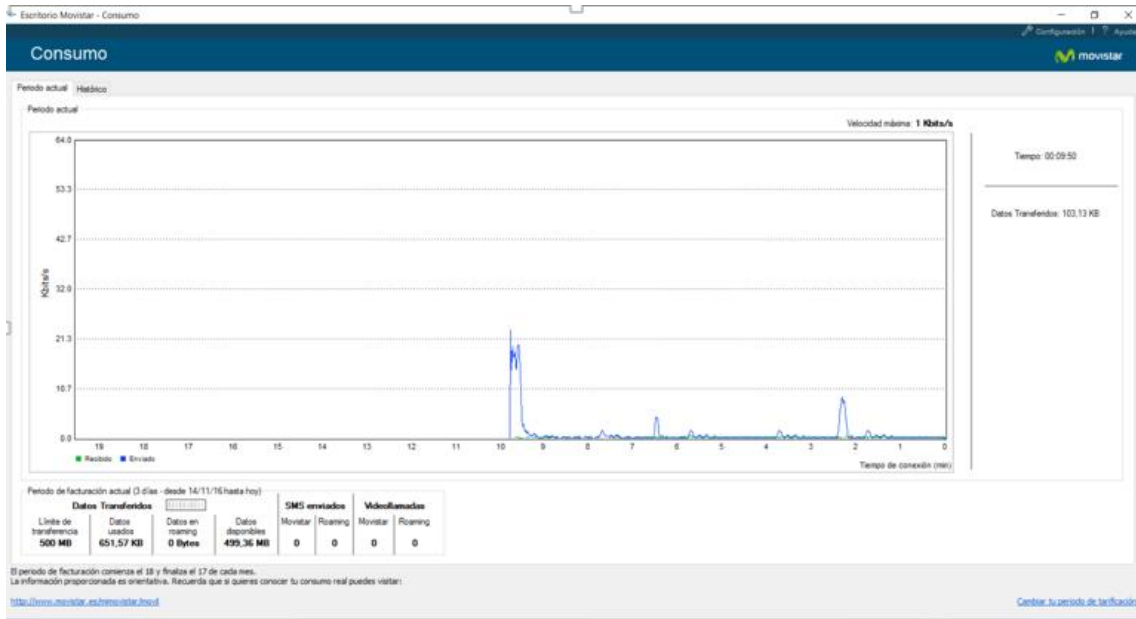 Escritorio Movistar - Consumo
Configuración | ? Ayuda
Consumo
movistar
Periodo actual Histórico
Periodo actual
Velocidad máxima: 1 Kbits/s
Tiempo: 00:09:50
Datos Transferidos: 103,13 KB
64.0
53.3
42.7
Kbits/s
32.0
21.3
10.7
0.0
19 18 17 16 15 14 13 12 11 10 9 8 7 6 5 4 3 2 1 0
Recibido Enviado
Tiempo de conexión (min)
Periodo de facturación actual (3 días - desde 14/11/16 hasta hoy)
Datos Transferidos SMS enviados Videollamadas
Límite de transferencia Datos usados Datos en roaming Datos disponibles Movistar Roaming Movistar Roaming
500 MB 651,57 KB 0 Bytes 499,36 MB 0 0 0 0
El periodo de facturación comienza el 18 y finaliza el 17 de cada mes.
La información proporcionada es orientativa. Recuerda que si quieres conocer tu consumo real puedes visitar:
http://www.movistar.es/mimovistar/movil
Cambiar tu periodo de tarificación